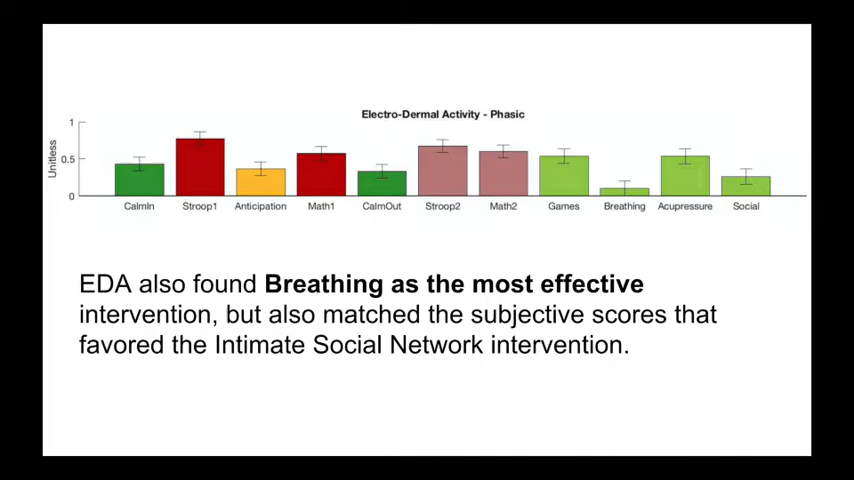 Electro-Dermal Activity - Phasic
Unitless
1
0.5
0
CalmIn Stroop1 Anticipation Math1 CalmOut Stroop2 Math2 Games Breathing Acupressure Social
EDA also found Breathing as the most effective
intervention, but also matched the subjective scores that
favored the Intimate Social Network intervention.